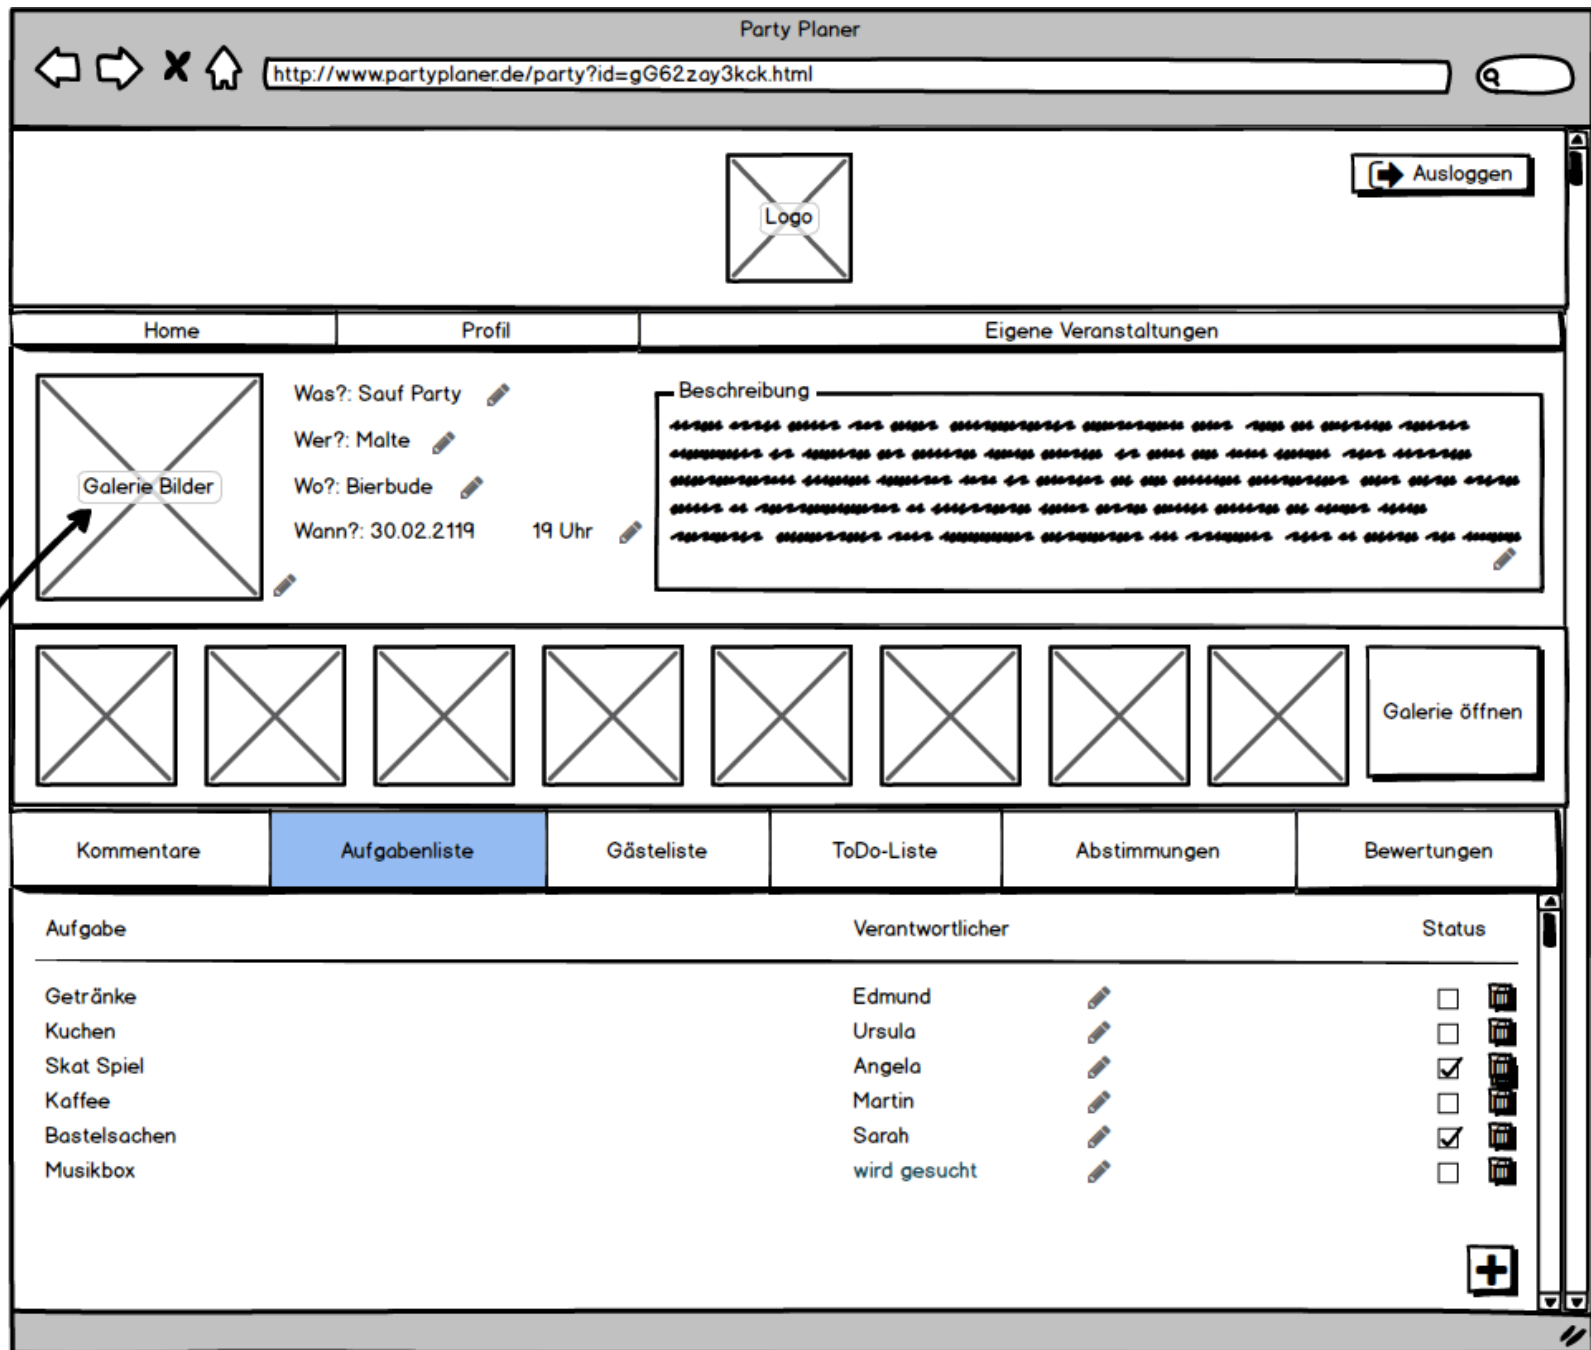 Party Planer
http://www.partyplaner.de/party?id=gG62zay3kck.html
Logo
Ausloggen
Home
Profil
Eigene Veranstaltungen
Galerie Bilder
Was?: Sauf Party
Wer?: Malte
Wo?: Bierbude
Wann?: 30.02.2119 19 Uhr
Beschreibung
Galerie öffnen
Kommentare
Aufgabenliste
Gästeliste
ToDo-Liste
Abstimmungen
Bewertungen
Aufgabe Verantwortlicher Status
Getränke Edmund
Kuchen Ursula
Skat Spiel Angela
Kaffee Martin
Bastelsachen Sarah
Musikbox wird gesucht